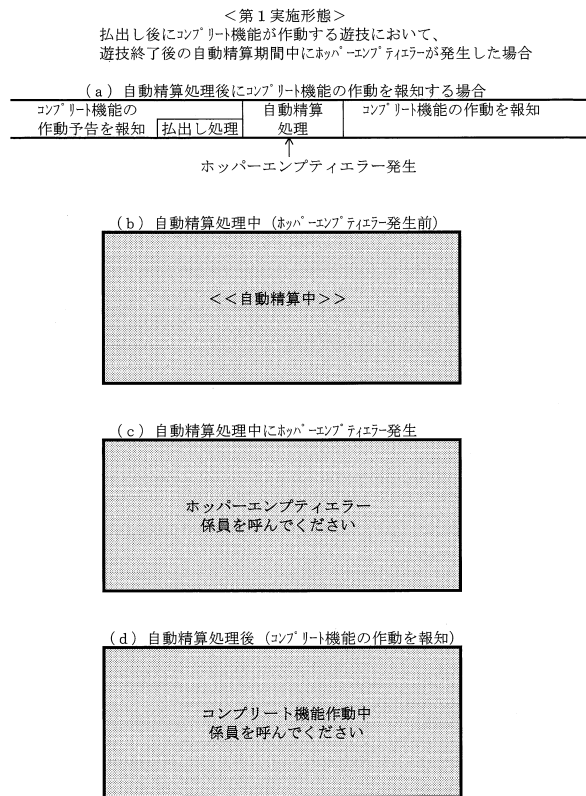 ＜第１実施形態＞
払出し後にｺﾝﾌﾟﾘｰﾄ機能が作動する遊技において、
遊技終了後の自動精算期間中にﾎｯﾊﾟｰｴﾝﾌﾟﾃｨｴﾗｰが発生した場合
（ａ）自動精算処理後にｺﾝﾌﾟﾘｰﾄ機能の作動を報知する場合
ｺﾝﾌﾟﾘｰﾄ機能の
作動予告を報知
払出し処理
自動精算
処理
ｺﾝﾌﾟﾘｰﾄ機能の作動を報知
↑
ホッパーエンプティエラー発生
（ｂ）自動精算処理中（ﾎｯﾊﾟｰｴﾝﾌﾟﾃｨｴﾗｰ発生前）
＜＜自動精算中＞＞
（ｃ）自動精算処理中にﾎｯﾊﾟｰｴﾝﾌﾟﾃｨｴﾗｰ発生
ホッパーエンプティエラー
係員を呼んでください
（ｄ）自動精算処理後（ｺﾝﾌﾟﾘｰﾄ機能の作動を報知）
コンプリート機能作動中
係員を呼んでください